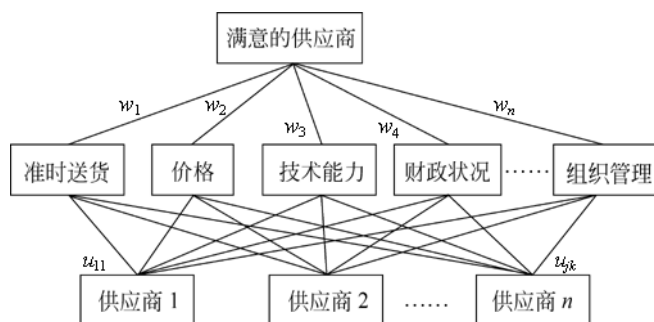 满意的供应商
w1 w2 w3 w4 wn
准时送货 价格 技术能力 财政状况 …… 组织管理
u11 ujk
供应商 1 供应商 2 …… 供应商 n